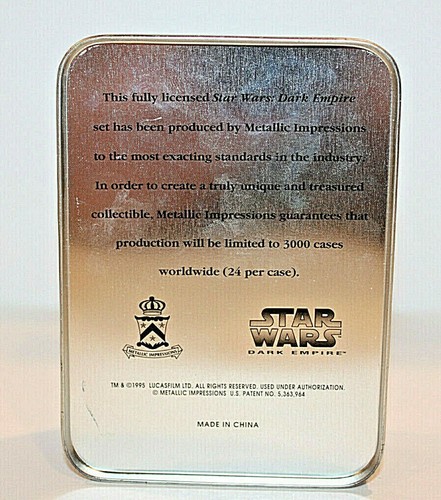 This fully licensed Star Wars: Dark Empire
set has been produced by Metallic Impressions
to the most exacting standards in the industry.
In order to create a truly unique and treasured
collectible, Metallic Impressions guarantees that
production will be limited to 3000 cases
worldwide (24 per case).
METALLIC IMPRESSIONS
STAR
WARS
DARK EMPIRE™
TM & ©1995 LUCASFILM LTD. ALL RIGHTS RESERVED. USED UNDER AUTHORIZATION.
© METALLIC IMPRESSIONS U.S. PATENT NO. 5,363,964
MADE IN CHINA